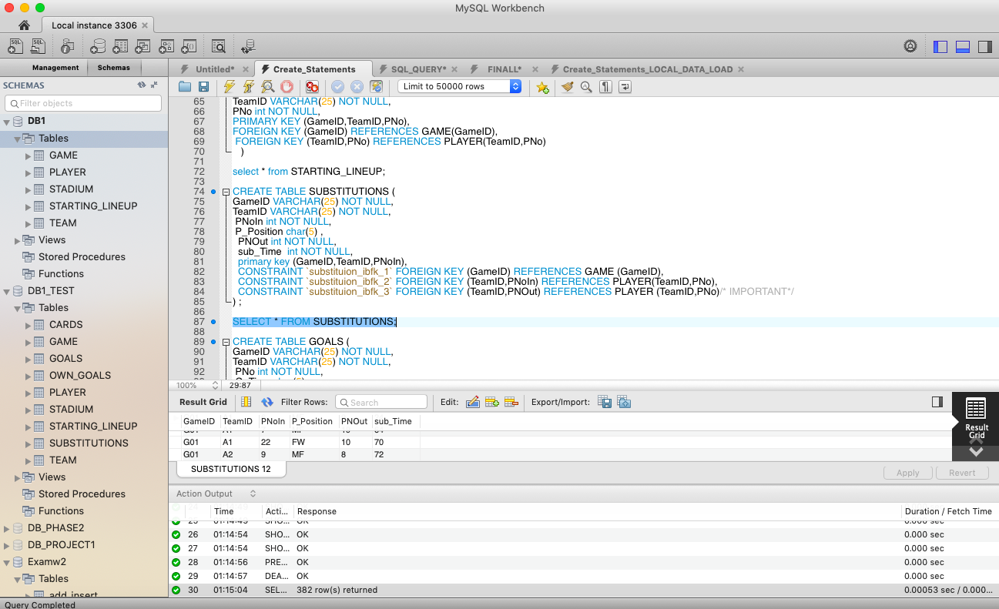 MySQL Workbench
Local instance 3306
Management Schemas
SCHEMAS
Filter objects
DB1
Tables
GAME
PLAYER
STADIUM
STARTING_LINEUP
TEAM
Views
Stored Procedures
Functions
DB1_TEST
Tables
CARDS
GAME
GOALS
OWN_GOALS
PLAYER
STADIUM
STARTING_LINEUP
SUBSTITUTIONS
TEAM
Views
Stored Procedures
Functions
DB_PHASE2
DB_PROJECT1
Examw2
Tables
add_insert
Untitled* Create_Statements SQL_QUERY* FINALL* Create_Statements_LOCAL_DATA_LOAD
Limit to 50000 rows
65 TeamID VARCHAR(25) NOT NULL,
66 PNo int NOT NULL,
67 PRIMARY KEY (GameID,TeamID,PNo),
68 FOREIGN KEY (GameID) REFERENCES GAME(GameID),
69 FOREIGN KEY (TeamID,PNo) REFERENCES PLAYER(TeamID,PNo)
70 )
71
72 select * from STARTING_LINEUP;
73
74 CREATE TABLE SUBSTITUTIONS (
75 GameID VARCHAR(25) NOT NULL,
76 TeamID VARCHAR(25) NOT NULL,
77 PNoIn int NOT NULL,
78 P_Position char(5) ,
79 PNOut int NOT NULL,
80 sub_Time  int NOT NULL,
81 primary key (GameID,TeamID,PNoIn),
82 CONSTRAINT `substituion_ibfk_1` FOREIGN KEY (GameID) REFERENCES GAME (GameID),
83 CONSTRAINT `substituion_ibfk_2` FOREIGN KEY (TeamID,PNoIn) REFERENCES PLAYER(TeamID,PNo),
84 CONSTRAINT `substituion_ibfk_3` FOREIGN KEY (TeamID,PNOut) REFERENCES PLAYER (TeamID,PNo)/* IMPORTANT*/
85 ) ;
86
87 SELECT * FROM SUBSTITUTIONS;
88
89 CREATE TABLE GOALS (
90 GameID VARCHAR(25) NOT NULL,
91 TeamID VARCHAR(25) NOT NULL,
92 PNo int NOT NULL,
100% 29:87
Result Grid Filter Rows: Search Edit: Export/Import:
GameID TeamID PNoIn P_Position PNOut sub_Time
G01 A1 22 FW 10 70
G01 A2 9 MF 8 72
Result
Grid
SUBSTITUTIONS 12
Apply Revert
Action Output
Time Acti... Response Duration / Fetch Time
25 01:14:49 SHO... OK 0.000 sec
26 01:14:54 SHO... OK 0.000 sec
27 01:14:54 SHO... OK 0.000 sec
28 01:14:56 PRE... OK 0.000 sec
29 01:14:57 DEA... OK 0.000 sec
30 01:15:04 SEL... 382 row(s) returned 0.00053 sec / 0.000...
Query Completed